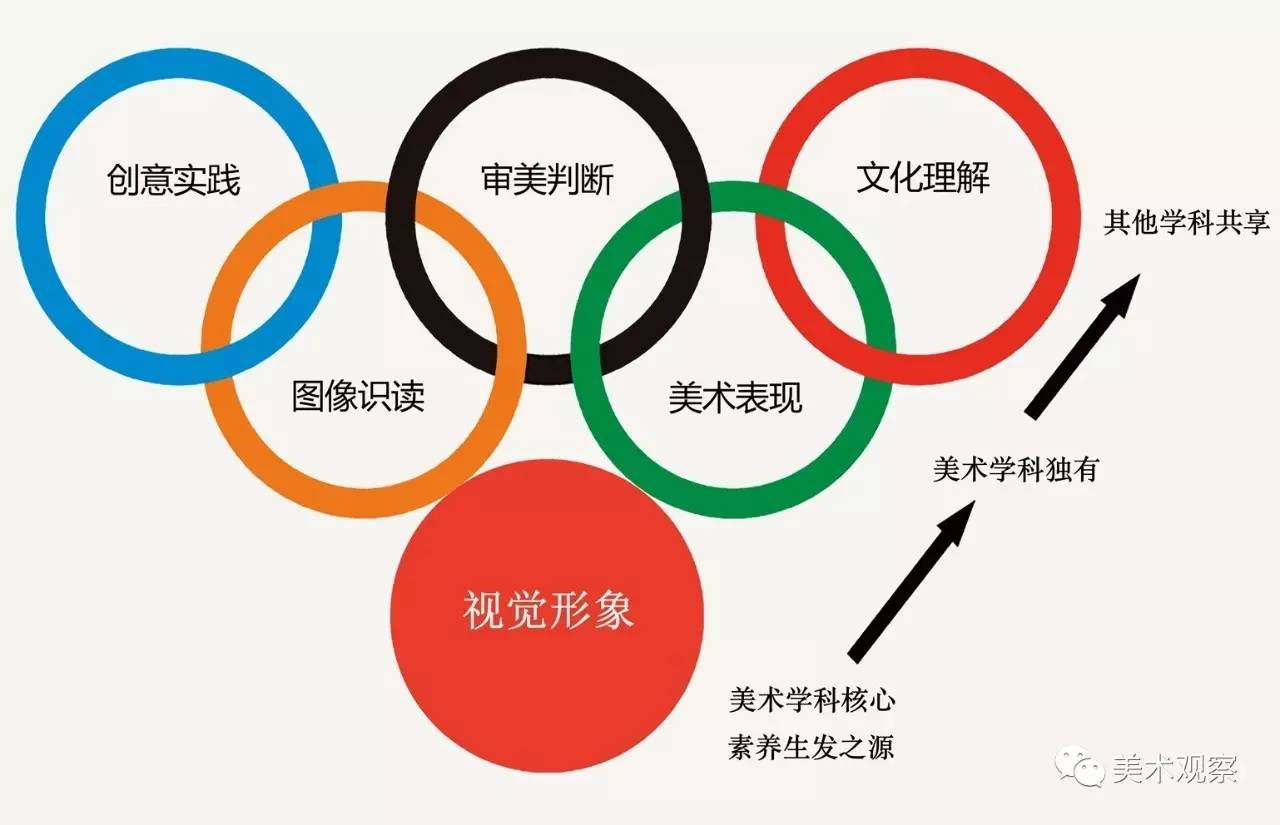 创意实践
审美判断
文化理解
其他学科共享
图像识读
美术表现
美术学科独有
视觉形象
美术学科核心
素养生发之源
美术观察